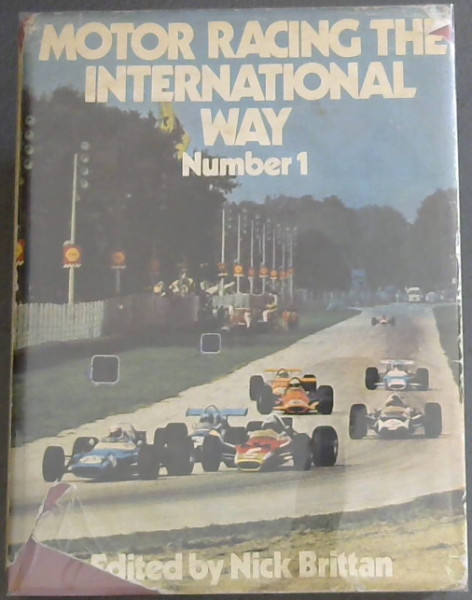 MOTOR RACING THE
INTERNATIONAL
WAY
Number 1
Edited by Nick Brittan